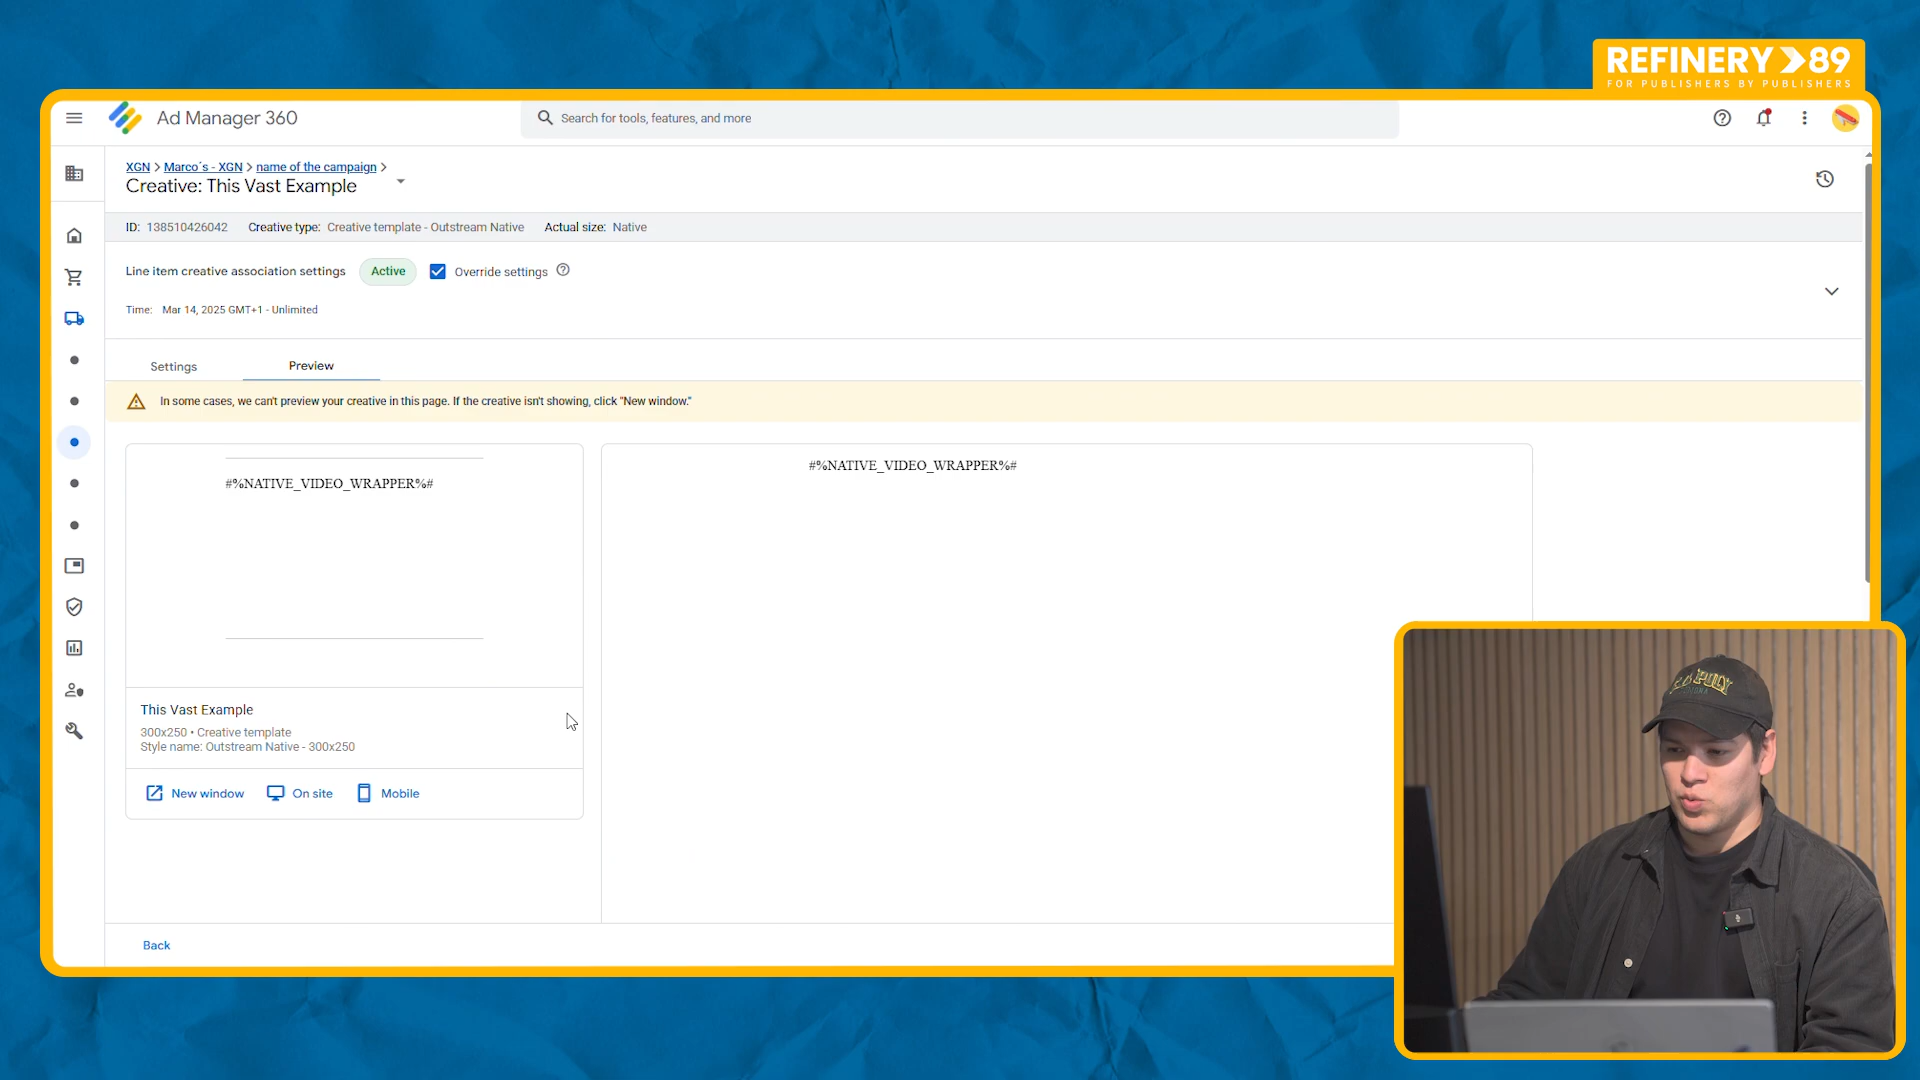 REFINERY 89
FOR PUBLISHERS BY PUBLISHERS
Ad Manager 360
Search for tools, features, and more
XGN > Marco´s - XGN > name of the campaign >
Creative: This Vast Example
ID: 138510426042 Creative type: Creative template - Outstream Native Actual size: Native
Line item creative association settings Active Override settings
Time: Mar 14, 2025 GMT+1 - Unlimited
Settings Preview
In some cases, we can't preview your creative in this page. If the creative isn't showing, click "New window."
#%NATIVE_VIDEO_WRAPPER%#
#%NATIVE_VIDEO_WRAPPER%#
This Vast Example
300x250 • Creative template
Style name: Outstream Native - 300x250
New window On site Mobile
Back